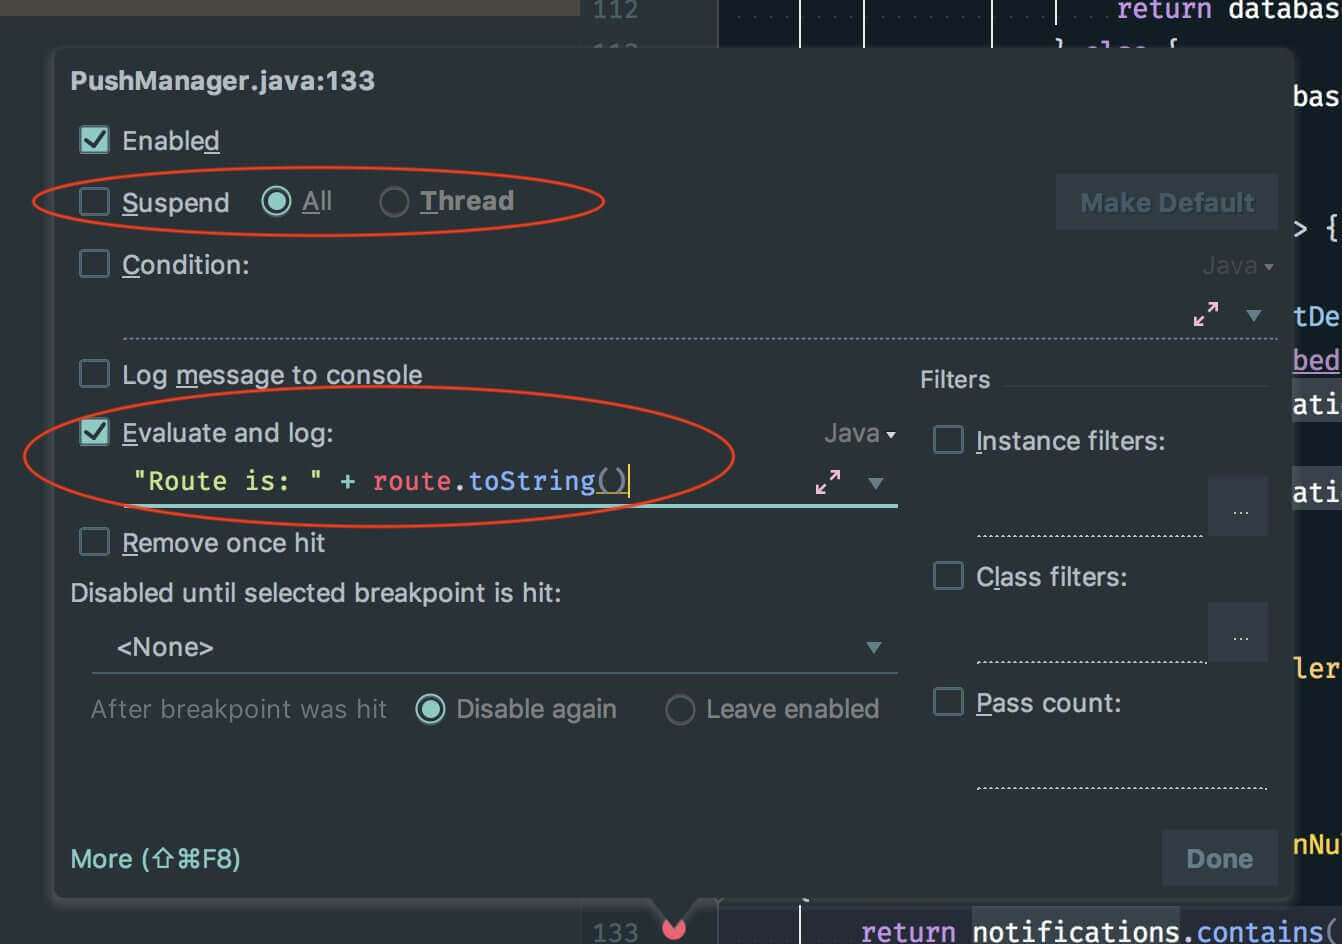 112
return databas
} else {
PushManager.java:133
bas
Enabled
Suspend All Thread
Make Default
> {
Condition:
Java
tDe
bed
Log message to console
Filters
ati
Evaluate and log:
Java
Instance filters:
"Route is: " + route.toString()
ati
...
Remove once hit
Class filters:
Disabled until selected breakpoint is hit:
...
<None>
ler
After breakpoint was hit Disable again Leave enabled
Pass count:
nNu
More (⇧⌘F8)
Done
133
return notifications.contains(